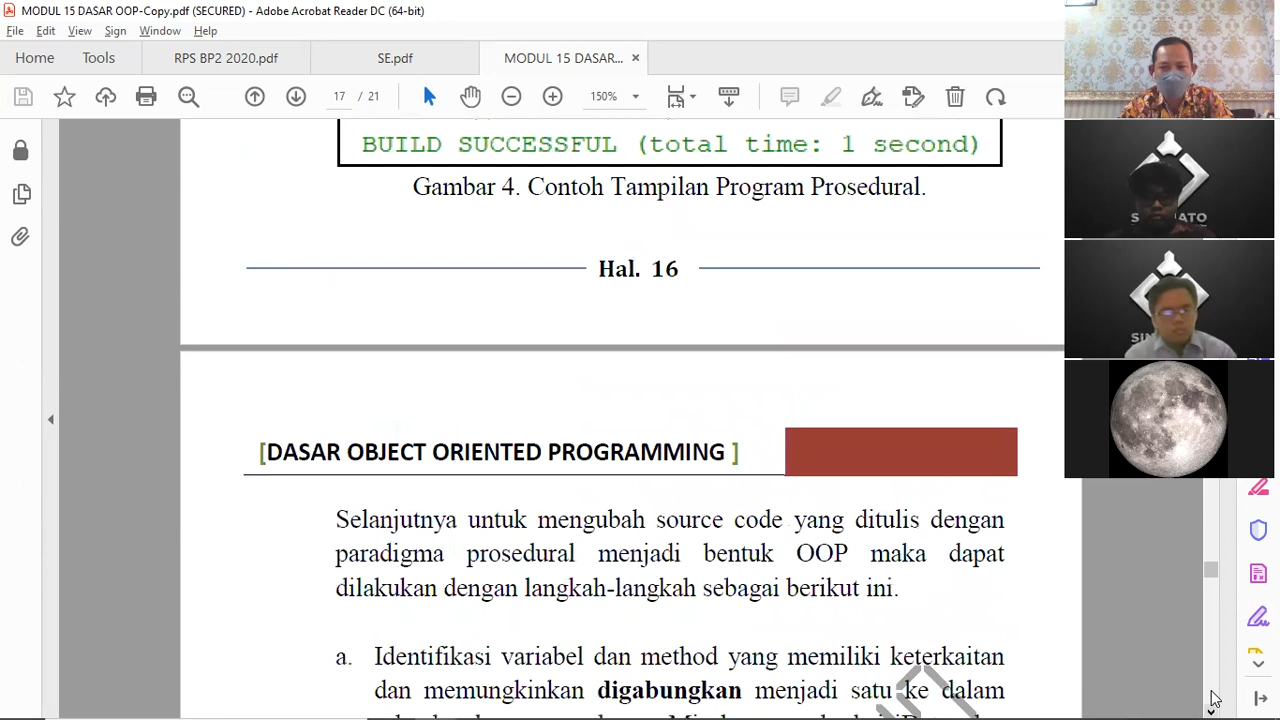 MODUL 15 DASAR OOP-Copy.pdf (SECURED) - Adobe Acrobat Reader DC (64-bit)
File Edit View Sign Window Help
Home Tools RPS BP2 2020.pdf SE.pdf MODUL 15 DASAR... ×
17 / 21 150%
BUILD SUCCESSFUL (total time: 1 second)
Gambar 4. Contoh Tampilan Program Prosedural.
Hal. 16
[DASAR OBJECT ORIENTED PROGRAMMING ]
Selanjutnya untuk mengubah source code yang ditulis dengan
paradigma prosedural menjadi bentuk OOP maka dapat
dilakukan dengan langkah-langkah sebagai berikut ini.
a. Identifikasi variabel dan method yang memiliki keterkaitan
dan memungkinkan digabungkan menjadi satu ke dalam